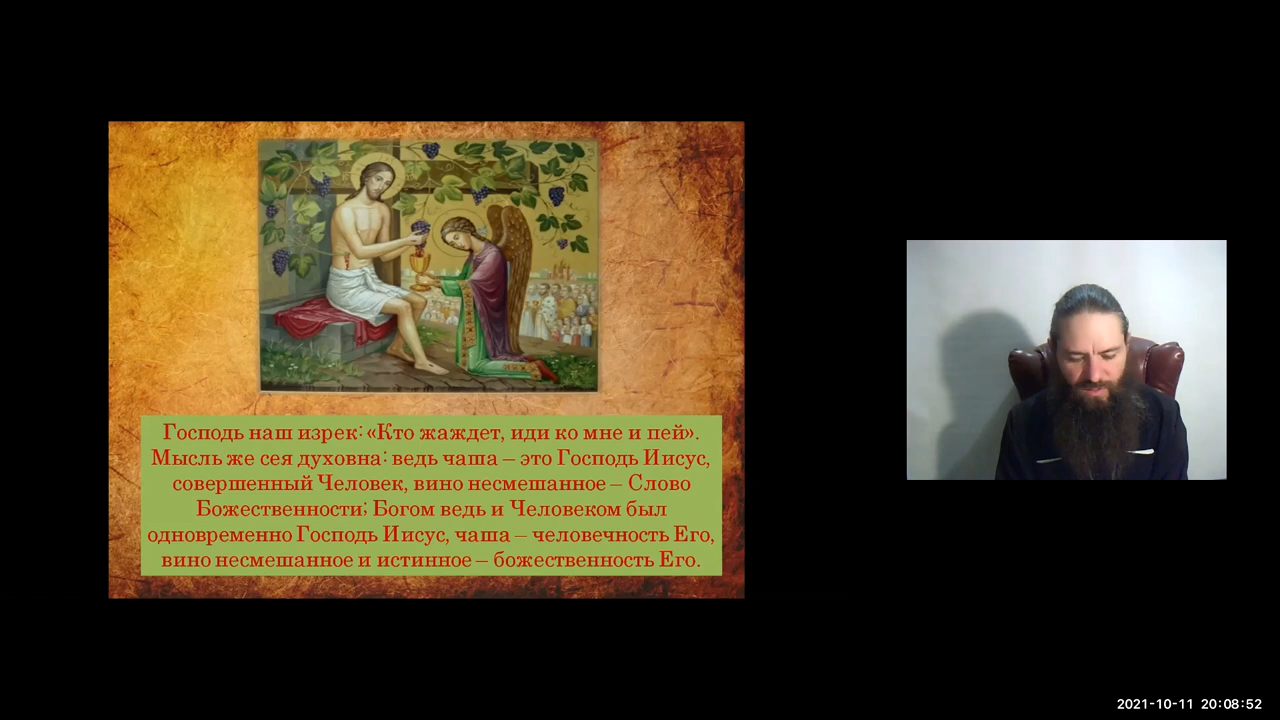 Господь наш изрек: «Кто жаждет, иди ко мне и пей».
Мысль же сея духовна: ведь чаша – это Господь Иисус,
совершенный Человек, вино несмешанное – Слово
Божественности; Богом ведь и Человеком был
одновременно Господь Иисус, чаша – человечность Его,
вино несмешанное и истинное – божественность Его.
2021-10-11 20:08:52